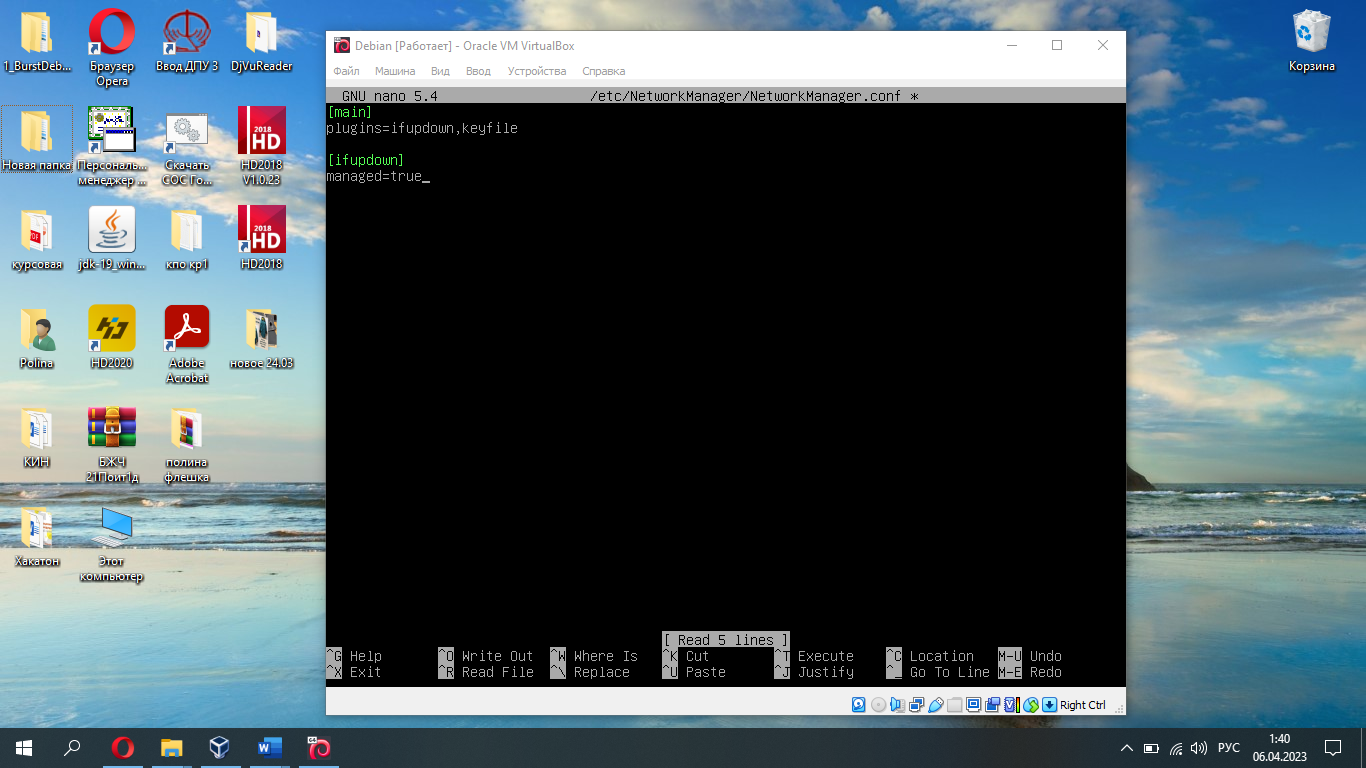 1_BurstDeb...
Браузер
Opera
Ввод ДПУ 3
DjVuReader
Новая папка
Персональ...
менеджер ...
Скачать
СОС Го...
2018
HD
HD2018
V1.0.23
курсовая
jdk-19_win...
кпо кр1
2018
HD
HD2018
Polina
HD2020
Adobe
Acrobat
новое 24.03
КИН
БЖЧ
21Поит1д
полина
флешка
Хакатон
Этот
компьютер
Корзина
Debian [Работает] - Oracle VM VirtualBox
Файл Машина Вид Ввод Устройства Справка
GNU nano 5.4 /etc/NetworkManager/NetworkManager.conf *
[main]
plugins=ifupdown,keyfile
[ifupdown]
managed=true_
[ Read 5 lines ]
^G Help ^O Write Out ^W Where Is ^K Cut ^T Execute ^C Location M-U Undo
^X Exit ^R Read File ^\ Replace ^U Paste ^J Justify ^_ Go To Line M-E Redo
Right Ctrl
РУС
1:40
06.04.2023